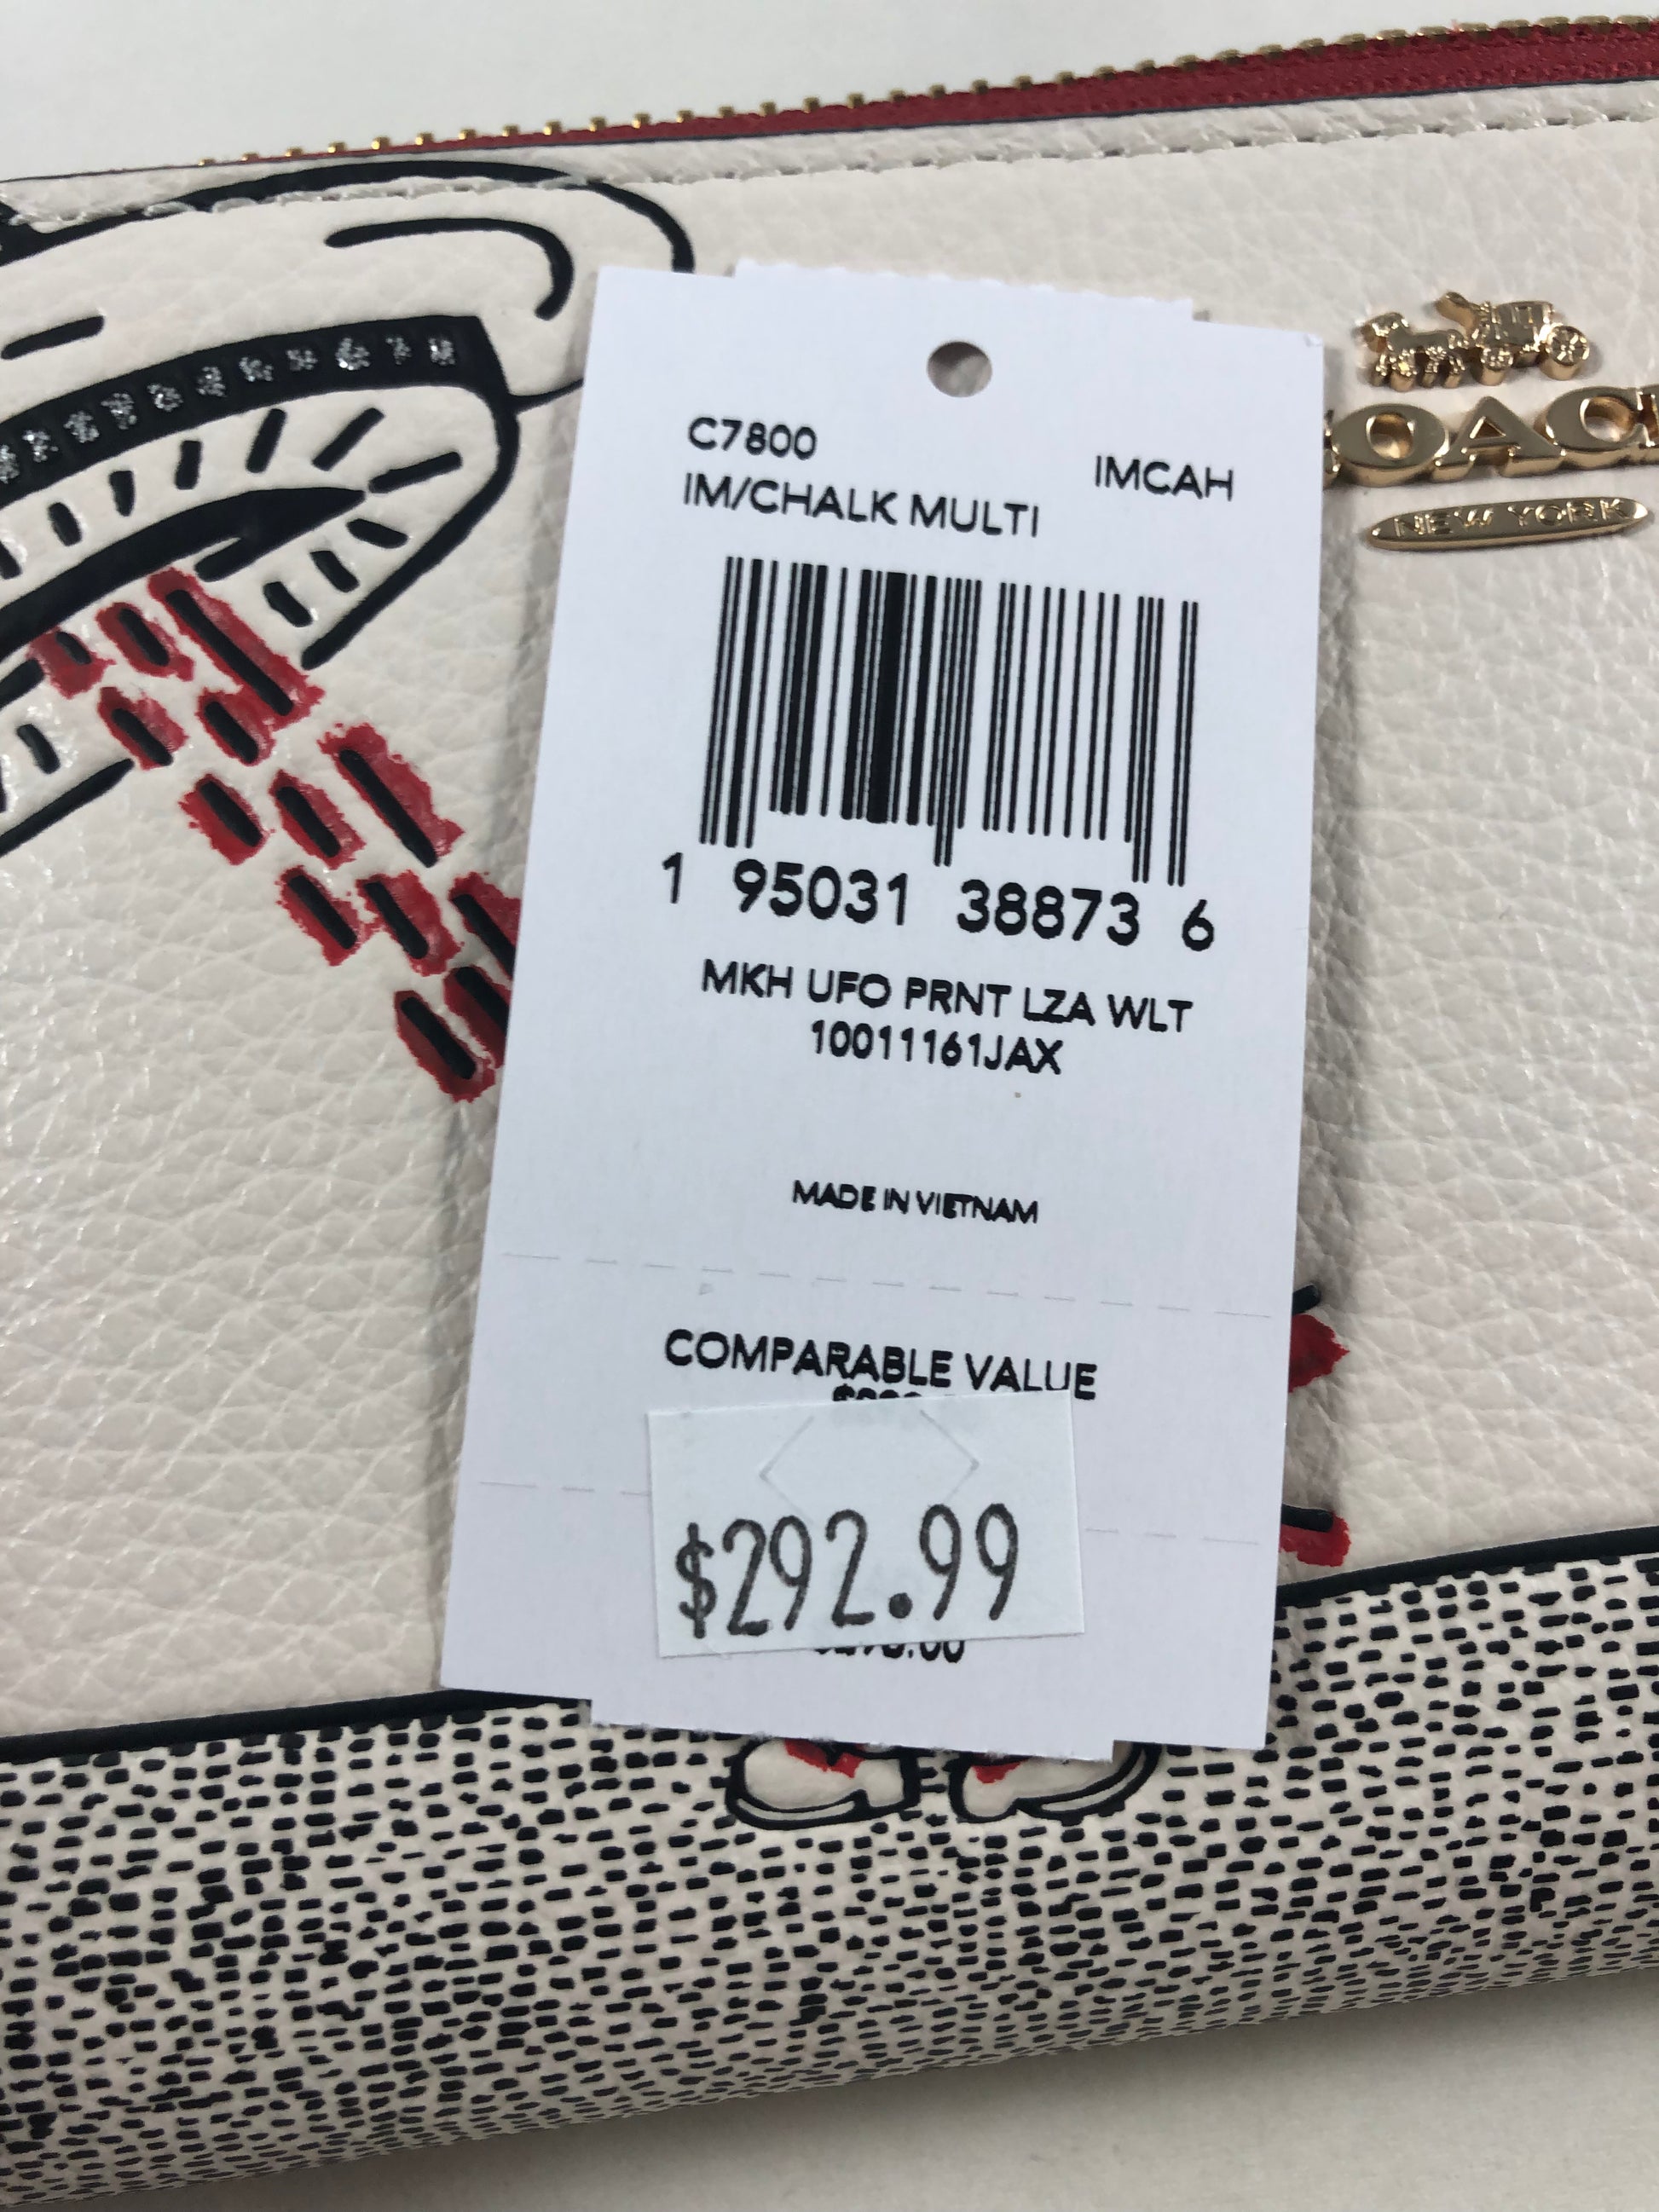 C7800
IMCAH
IM/CHALK MULTI
OACH
NEW YORK
1 95031 38873 6
MKH UFO PRNT LZA WLT
10011161JAX
MADE IN VIETNAM
COMPARABLE VALUE
$292.99